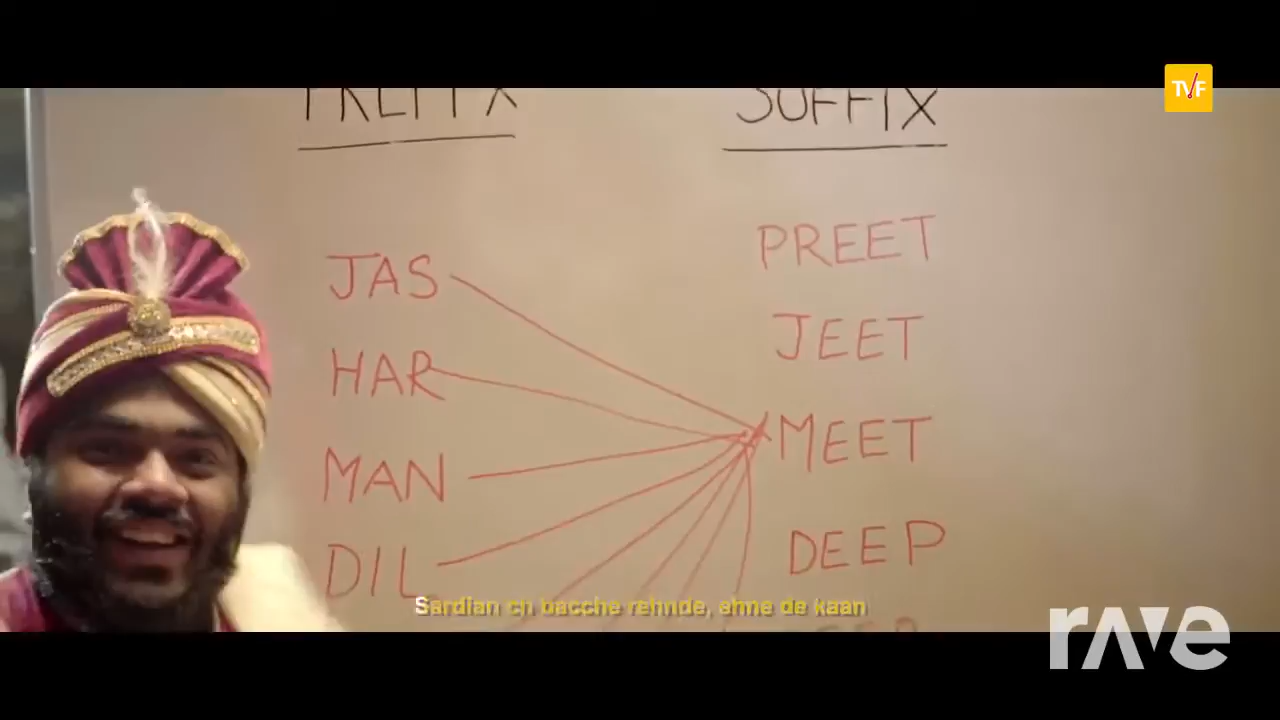 TVF
PREFIX SUFFIX
PREET
JAS
JEET
HAR
MEET
MAN
DEEP
DIL
Sardian ch bacche rehnde, ehne de kaan
rave